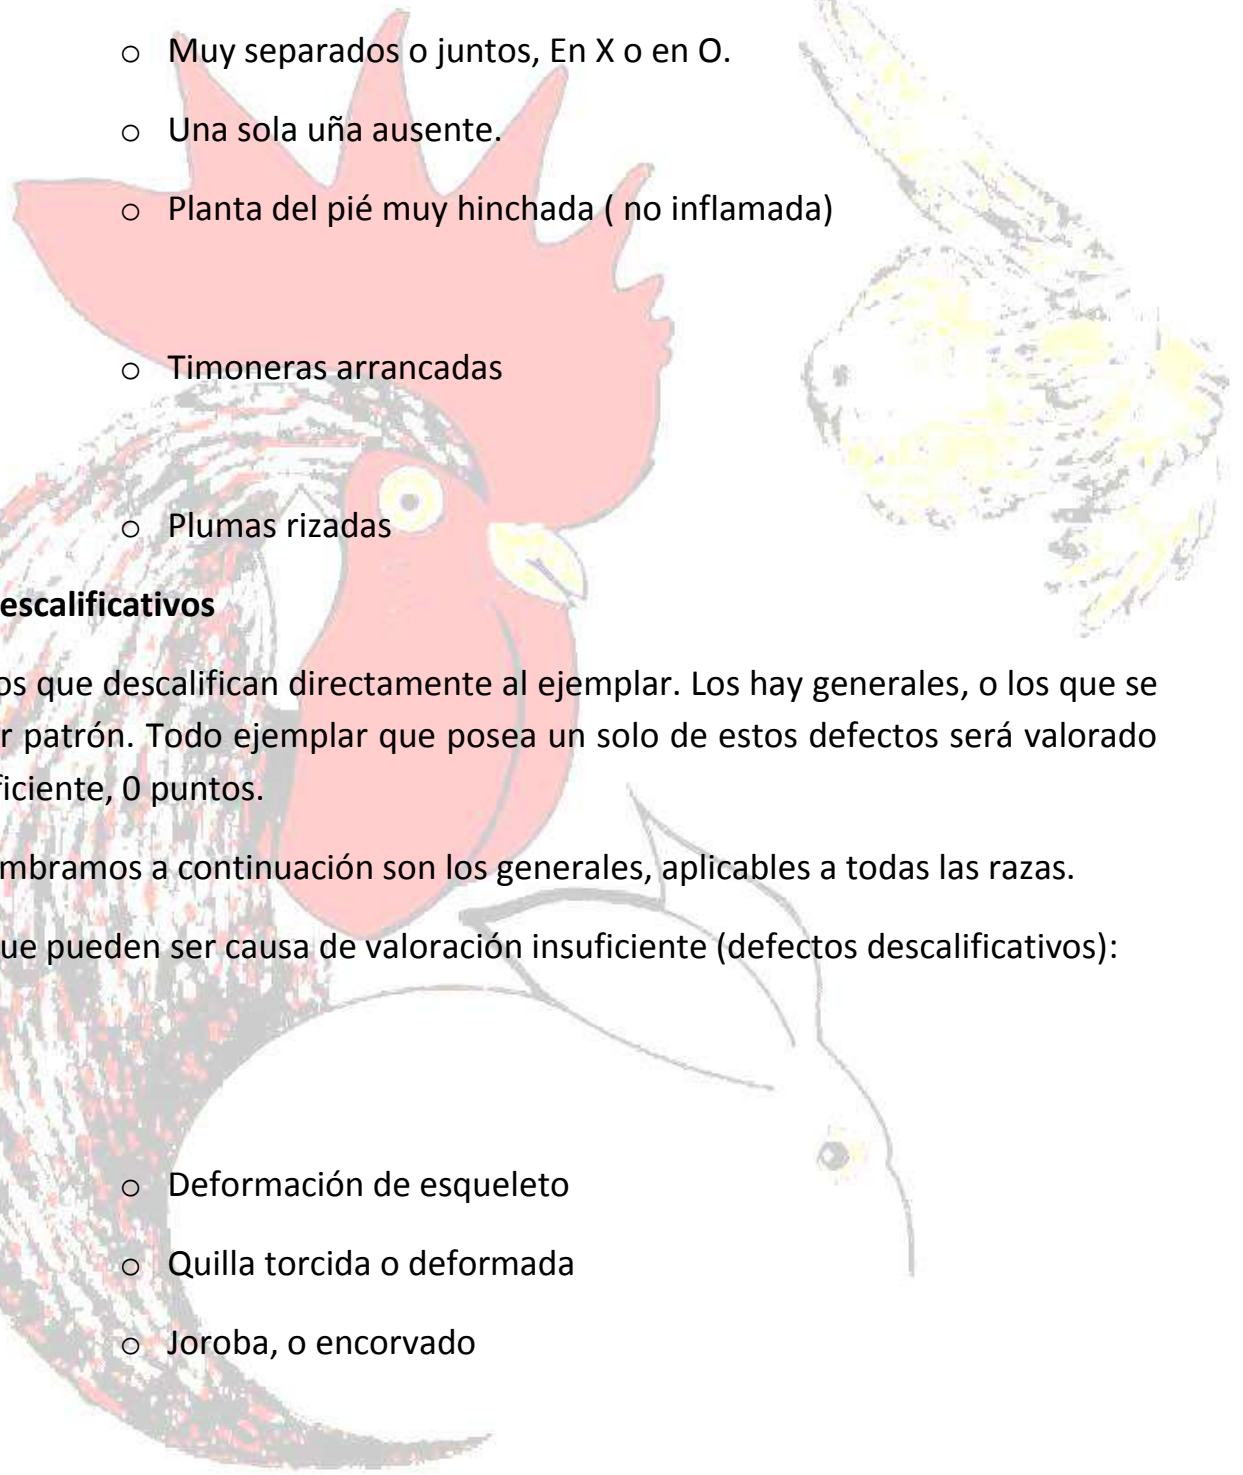 o Muy separados o juntos, En X o en O.
o Una sola uña ausente.
o Planta del pié muy hinchada ( no inflamada)
o Timoneras arrancadas
o Plumas rizadas
escalificativos
os que descalifican directamente al ejemplar. Los hay generales, o los que se
r patrón. Todo ejemplar que posea un solo de estos defectos será valorado
ficiente, 0 puntos.
mbramos a continuación son los generales, aplicables a todas las razas.
ue pueden ser causa de valoración insuficiente (defectos descalificativos):
o Deformación de esqueleto
o Quilla torcida o deformada
o Joroba, o encorvado